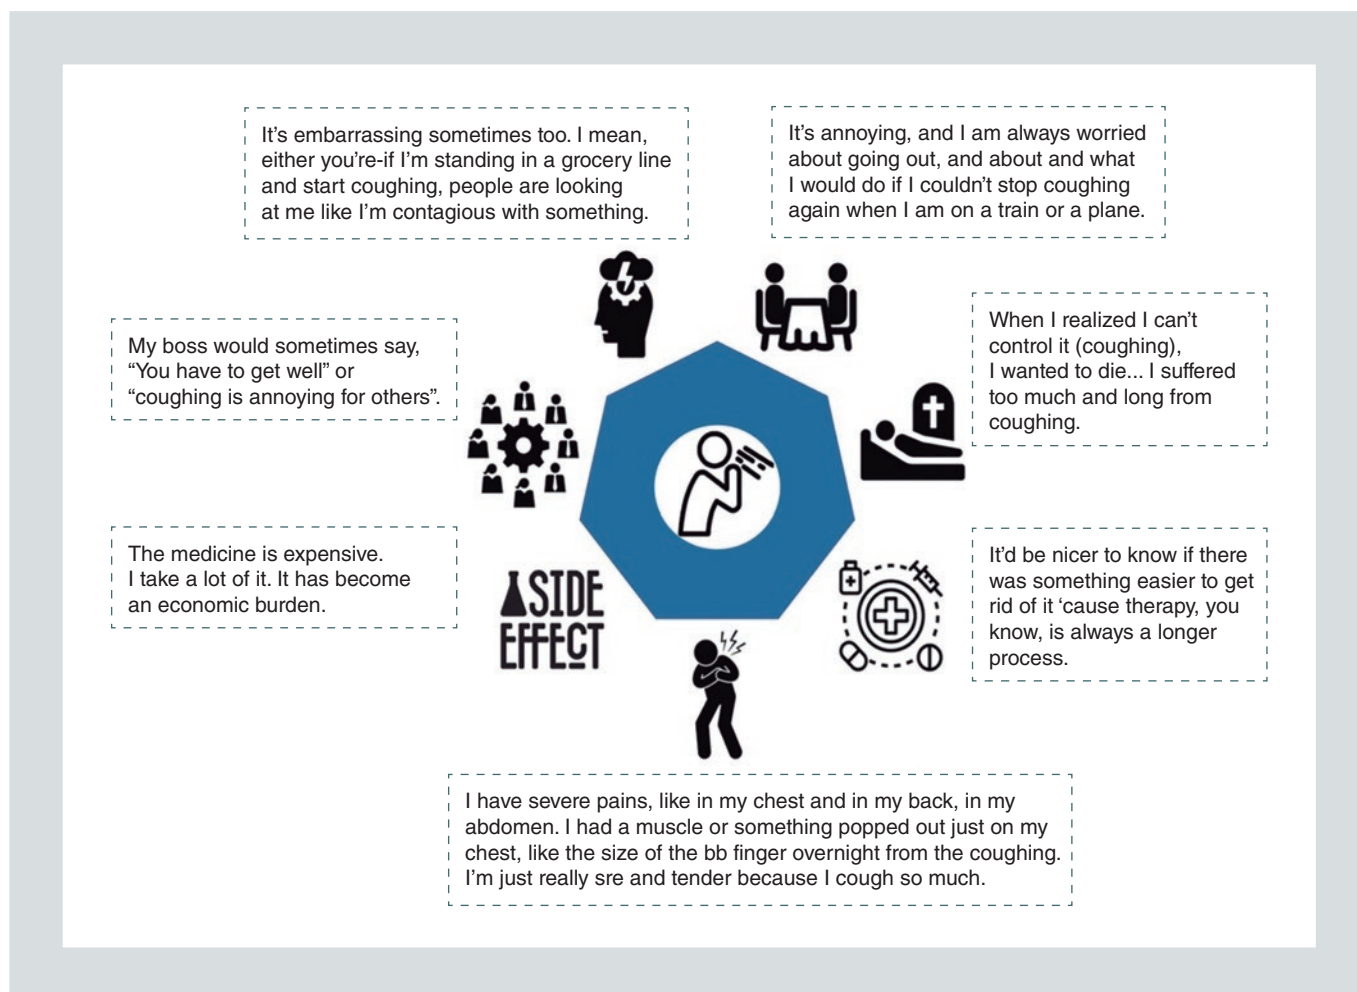 It's embarrassing sometimes too. I mean,
either you're-if I'm standing in a grocery line
and start coughing, people are looking
at me like I'm contagious with something.
It's annoying, and I am always worried
about going out, and about and what
I would do if I couldn't stop coughing
again when I am on a train or a plane.
My boss would sometimes say,
“You have to get well” or
“coughing is annoying for others”.
When I realized I can't
control it (coughing),
I wanted to die... I suffered
too much and long from
coughing.
The medicine is expensive.
I take a lot of it. It has become
an economic burden.
SIDE
EFFECT
It'd be nicer to know if there
was something easier to get
rid of it ‘cause therapy, you
know, is always a longer
process.
I have severe pains, like in my chest and in my back, in my
abdomen. I had a muscle or something popped out just on my
chest, like the size of the bb finger overnight from the coughing.
I'm just really sre and tender because I cough so much.